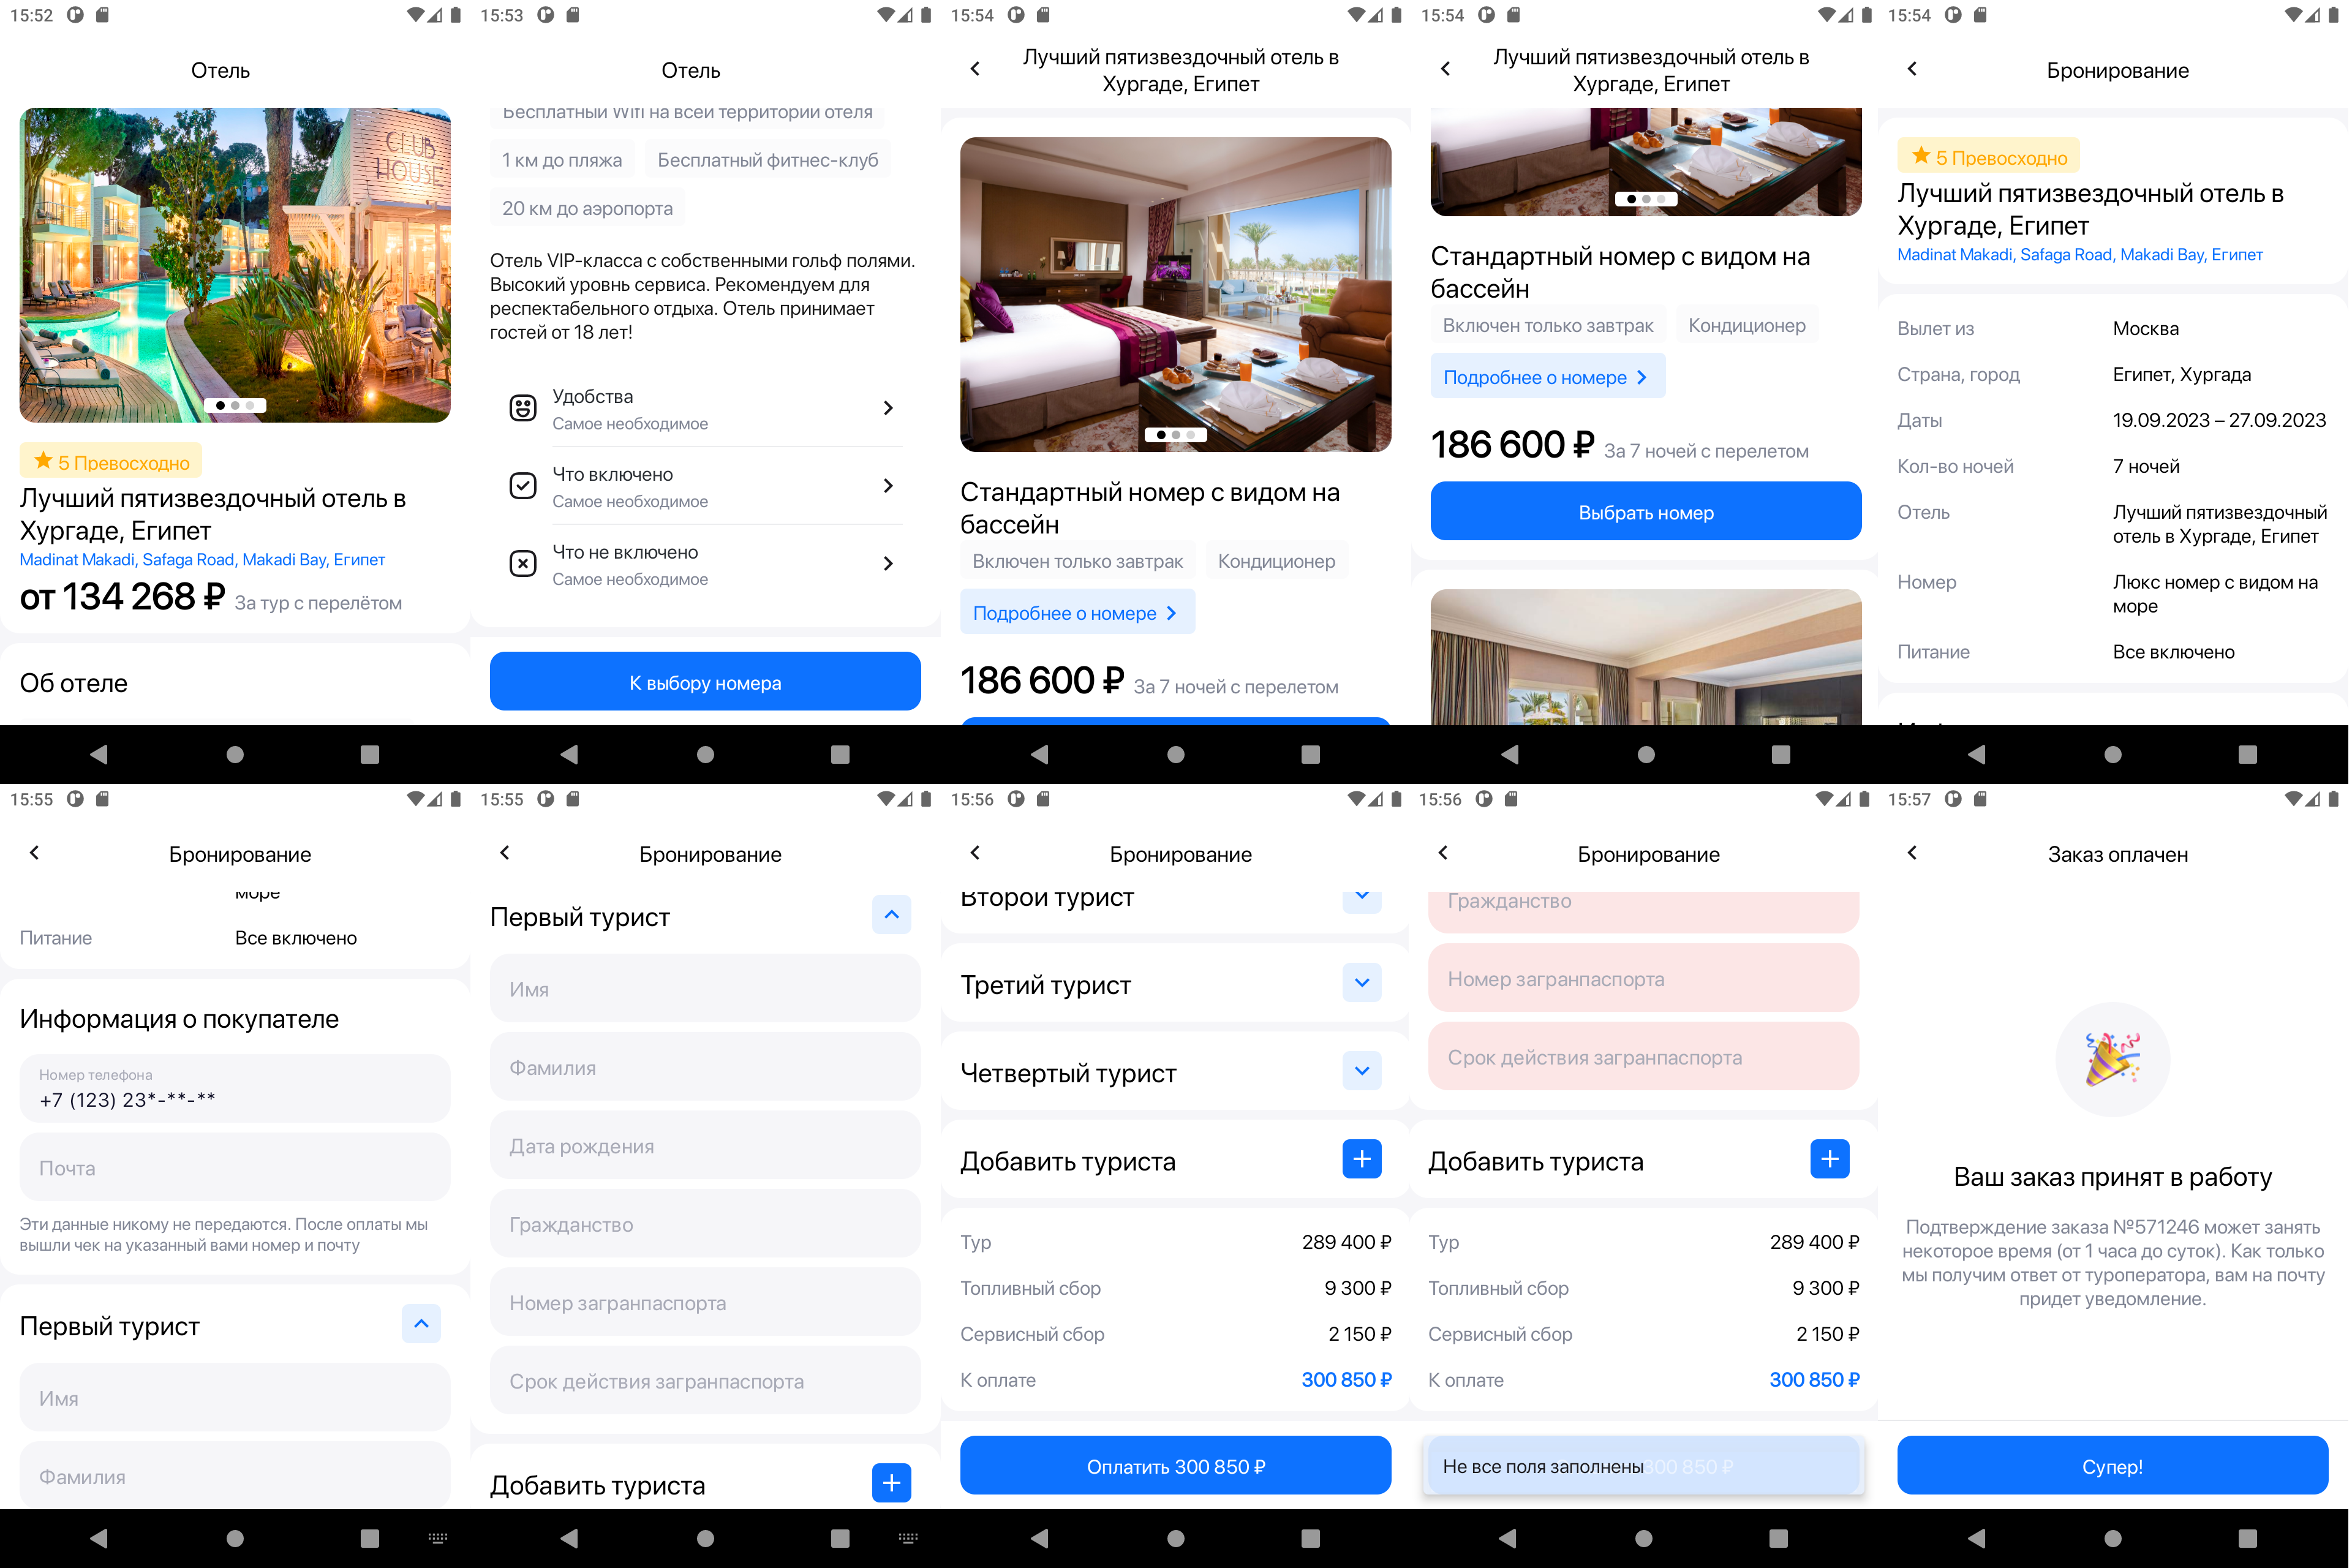 15:52
Отель
CLUB
HOUSE
5 Превосходно
Лучший пятизвездочный отель в
Хургаде, Египет
Madinat Makadi, Safaga Road, Makadi Bay, Египет
от 134 268 ₽ За тур с перелётом
Об отеле
15:53
Отель
Бесплатный Wifi на всей территории отеля
1 км до пляжа
Бесплатный фитнес-клуб
20 км до аэропорта
Отель VIP-класса с собственными гольф полями.
Высокий уровнь сервиса. Рекомендуем для
респектабельного отдыха. Отель принимает
гостей от 18 лет!
Удобства
Самое необходимое
Что включено
Самое необходимое
Что не включено
Самое необходимое
К выбору номера
15:54
Лучший пятизвездочный отель в
Хургаде, Египет
Стандартный номер с видом на
бассейн
Включен только завтрак
Кондиционер
Подробнее о номере
186 600 ₽ За 7 ночей с перелетом
15:54
Лучший пятизвездочный отель в
Хургаде, Египет
Стандартный номер с видом на
бассейн
Включен только завтрак
Кондиционер
Подробнее о номере
186 600 ₽ За 7 ночей с перелетом
Выбрать номер
15:54
Бронирование
5 Превосходно
Лучший пятизвездочный отель в
Хургаде, Египет
Madinat Makadi, Safaga Road, Makadi Bay, Египет
Вылет из Москва
Страна, город Египет, Хургада
Даты 19.09.2023 – 27.09.2023
Кол-во ночей 7 ночей
Отель Лучший пятизвездочный
отель в Хургаде, Египет
Номер Люкс номер с видом на
море
Питание Все включено
15:55
Бронирование
море
Питание Все включено
Информация о покупателе
Номер телефона
+7 (123) 23*-**-**
Почта
Эти данные никому не передаются. После оплаты мы
вышли чек на указанный вами номер и почту
Первый турист
Имя
Фамилия
15:55
Бронирование
Первый турист
Имя
Фамилия
Дата рождения
Гражданство
Номер загранпаспорта
Срок действия загранпаспорта
Добавить туриста
15:56
Бронирование
Второй турист
Третий турист
Четвертый турист
Добавить туриста
Тур 289 400 ₽
Топливный сбор 9 300 ₽
Сервисный сбор 2 150 ₽
К оплате 300 850 ₽
Оплатить 300 850 ₽
15:56
Бронирование
Гражданство
Номер загранпаспорта
Срок действия загранпаспорта
Добавить туриста
Тур 289 400 ₽
Топливный сбор 9 300 ₽
Сервисный сбор 2 150 ₽
К оплате 300 850 ₽
Не все поля заполнены 300 850 ₽
15:57
Заказ оплачен
Ваш заказ принят в работу
Подтверждение заказа №571246 может занять
некоторое время (от 1 часа до суток). Как только
мы получим ответ от туроператора, вам на почту
придет уведомление.
Супер!